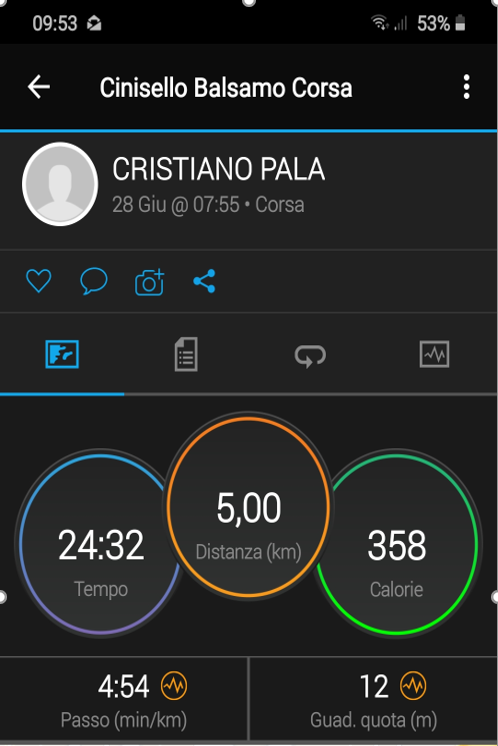 09:53 53%
Cinisello Balsamo Corsa
CRISTIANO PALA
28 Giu @ 07:55 • Corsa
5,00
Distanza (km)
24:32
Tempo
358
Calorie
4:54
Passo (min/km)
12
Guad. quota (m)